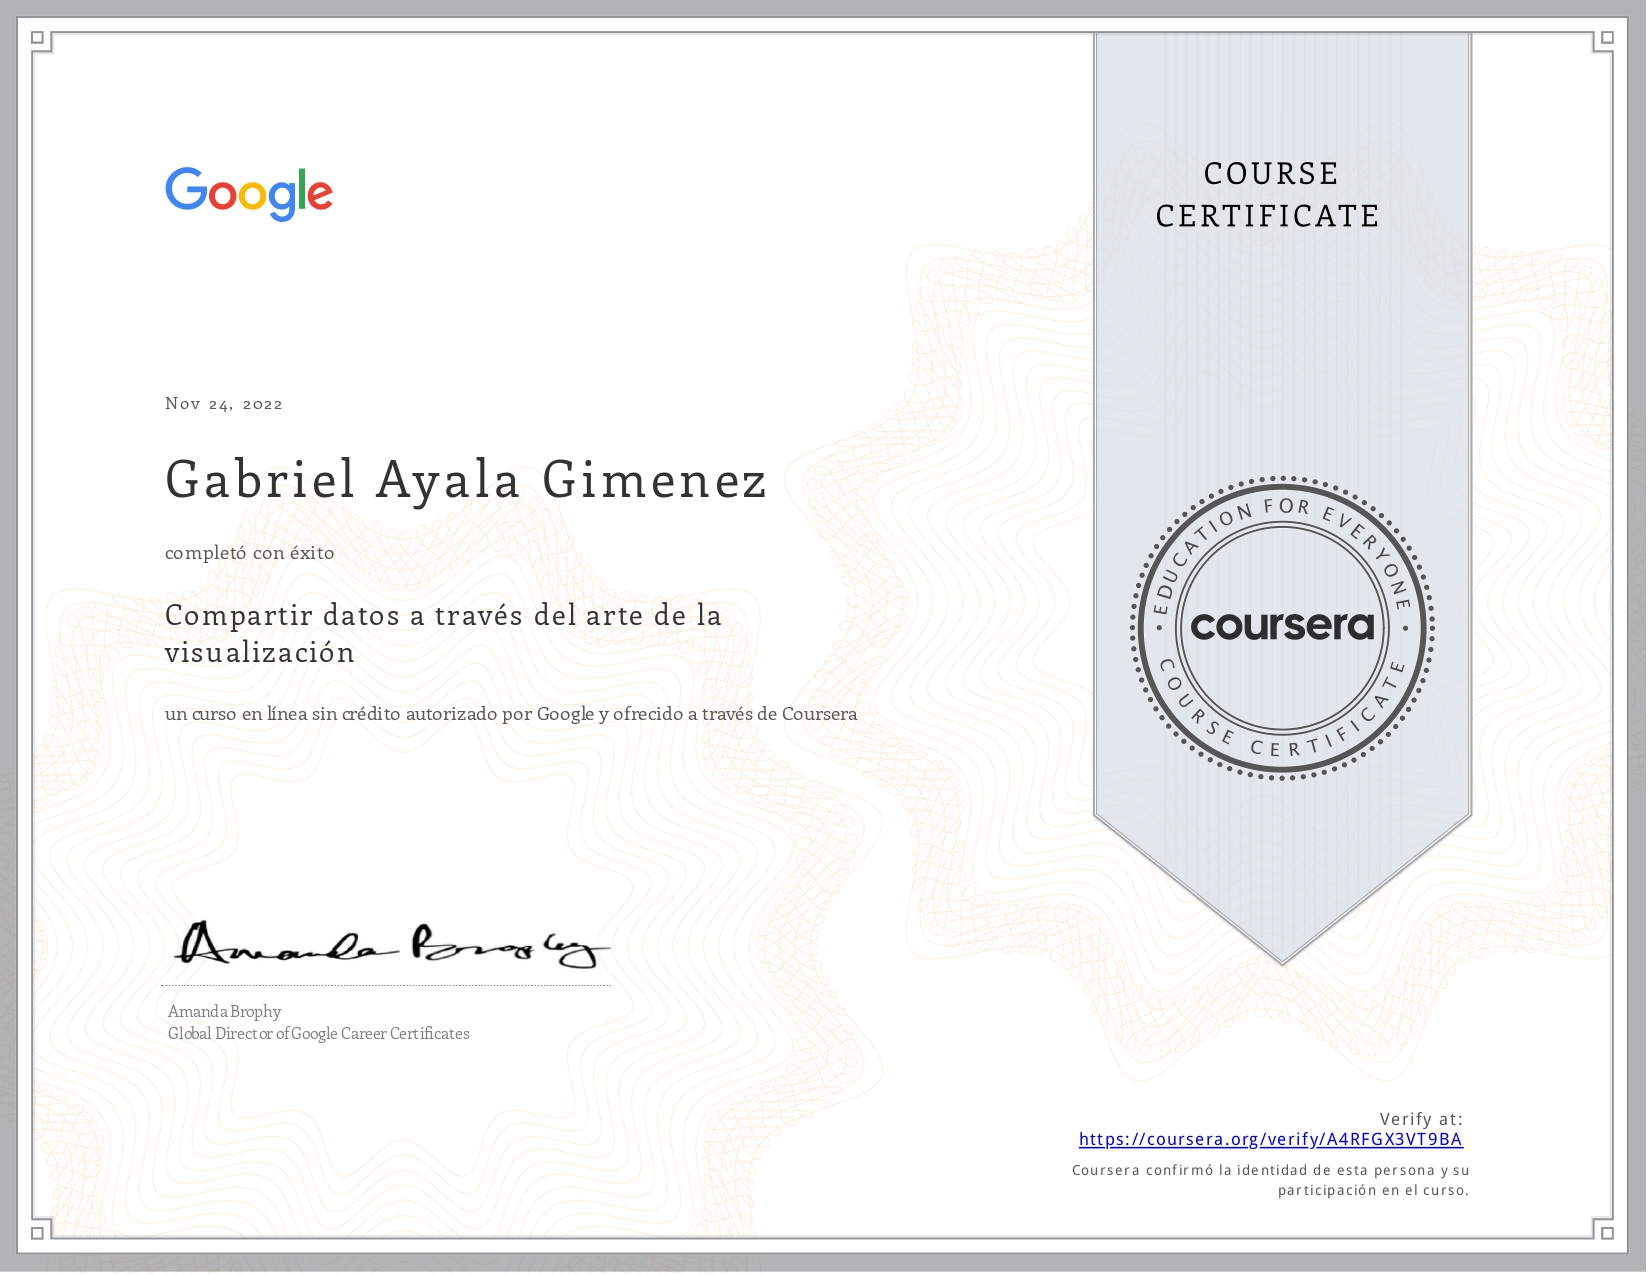 Google
COURSE
CERTIFICATE
Nov 24, 2022
Gabriel Ayala Gimenez
completó con éxito
Compartir datos a través del arte de la
visualización
un curso en línea sin crédito autorizado por Google y ofrecido a través de Coursera
EDUCATION FOR EVERYONE
coursera
COURSE CERTIFICATE
Amanda Brophy
Amanda Brophy
Global Director of Google Career Certificates
Verify at:
https://coursera.org/verify/A4RFGX3VT9BA
Coursera confirmó la identidad de esta persona y su
participación en el curso.